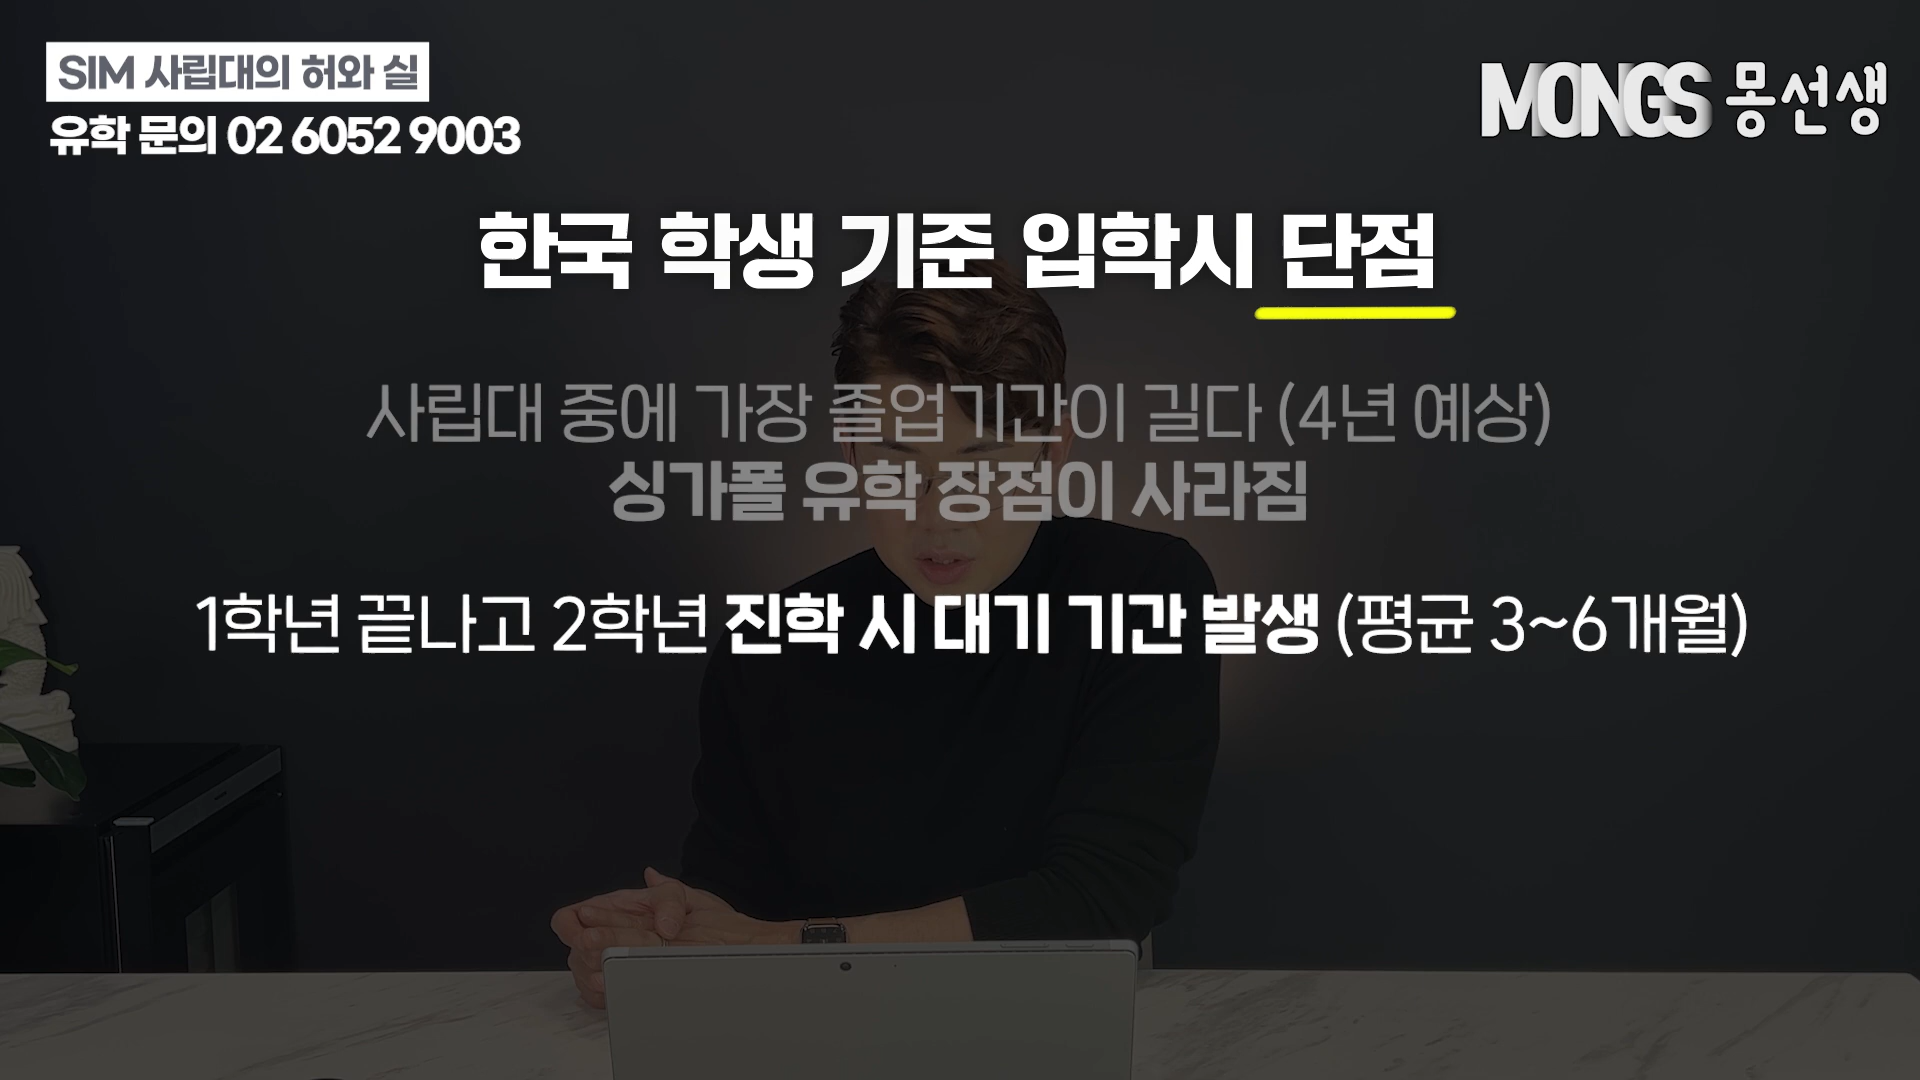 SIM 사립대의 허와 실
유학 문의 02 6052 9003
MONGS 몽선생
한국 학생 기준 입학시 단점
사립대 중에 가장 졸업기간이 길다 (4년 예상)
싱가폴 유학 장점이 사라짐
1학년 끝나고 2학년 진학 시 대기 기간 발생 (평균 3~6개월)